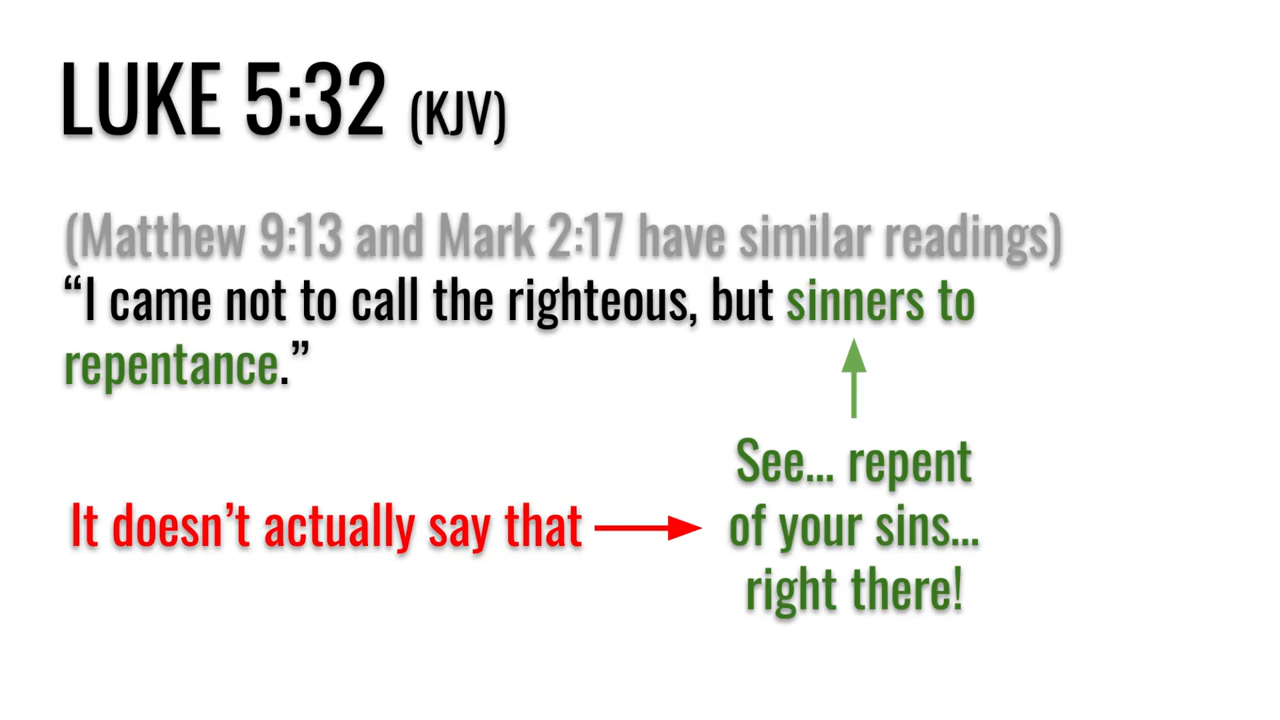 LUKE 5:32 (KJV)
(Matthew 9:13 and Mark 2:17 have similar readings)
“I came not to call the righteous, but sinners to
repentance.”
See... repent
of your sins...
right there!
It doesn’t actually say that